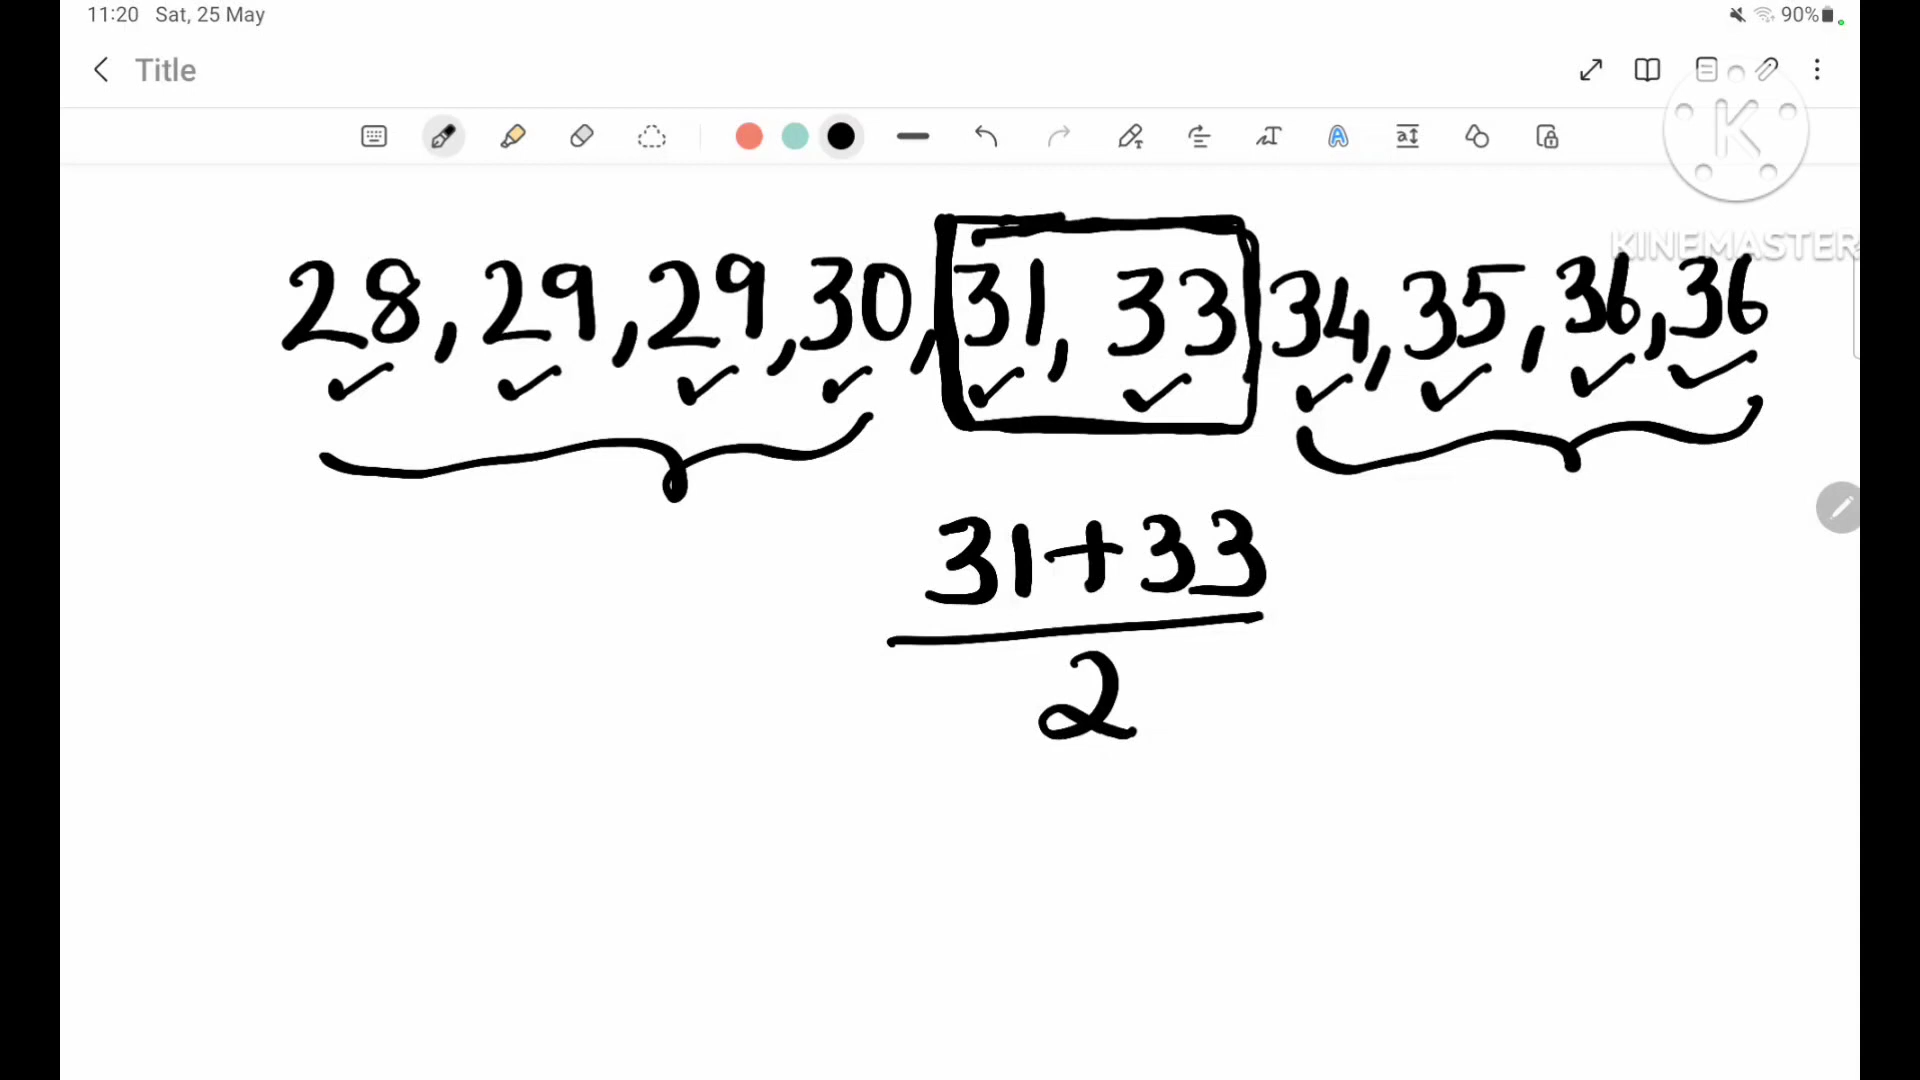 11:20 Sat, 25 May
90%
Title
K
KINEMASTER
28, 29, 29, 30, 31, 33 34, 35, 36, 36
31+33
2